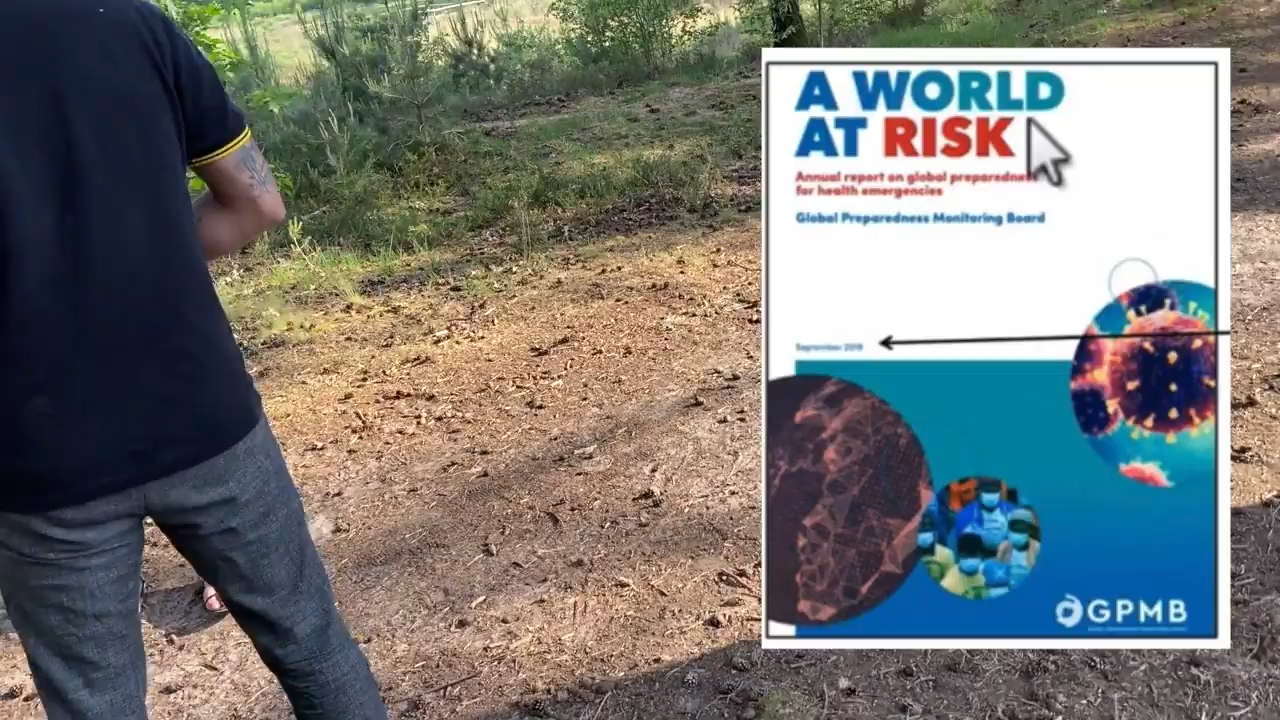 A WORLD
AT RISK
Annual report on global preparedness
for health emergencies
Global Preparedness Monitoring Board
September 2019
GPMB